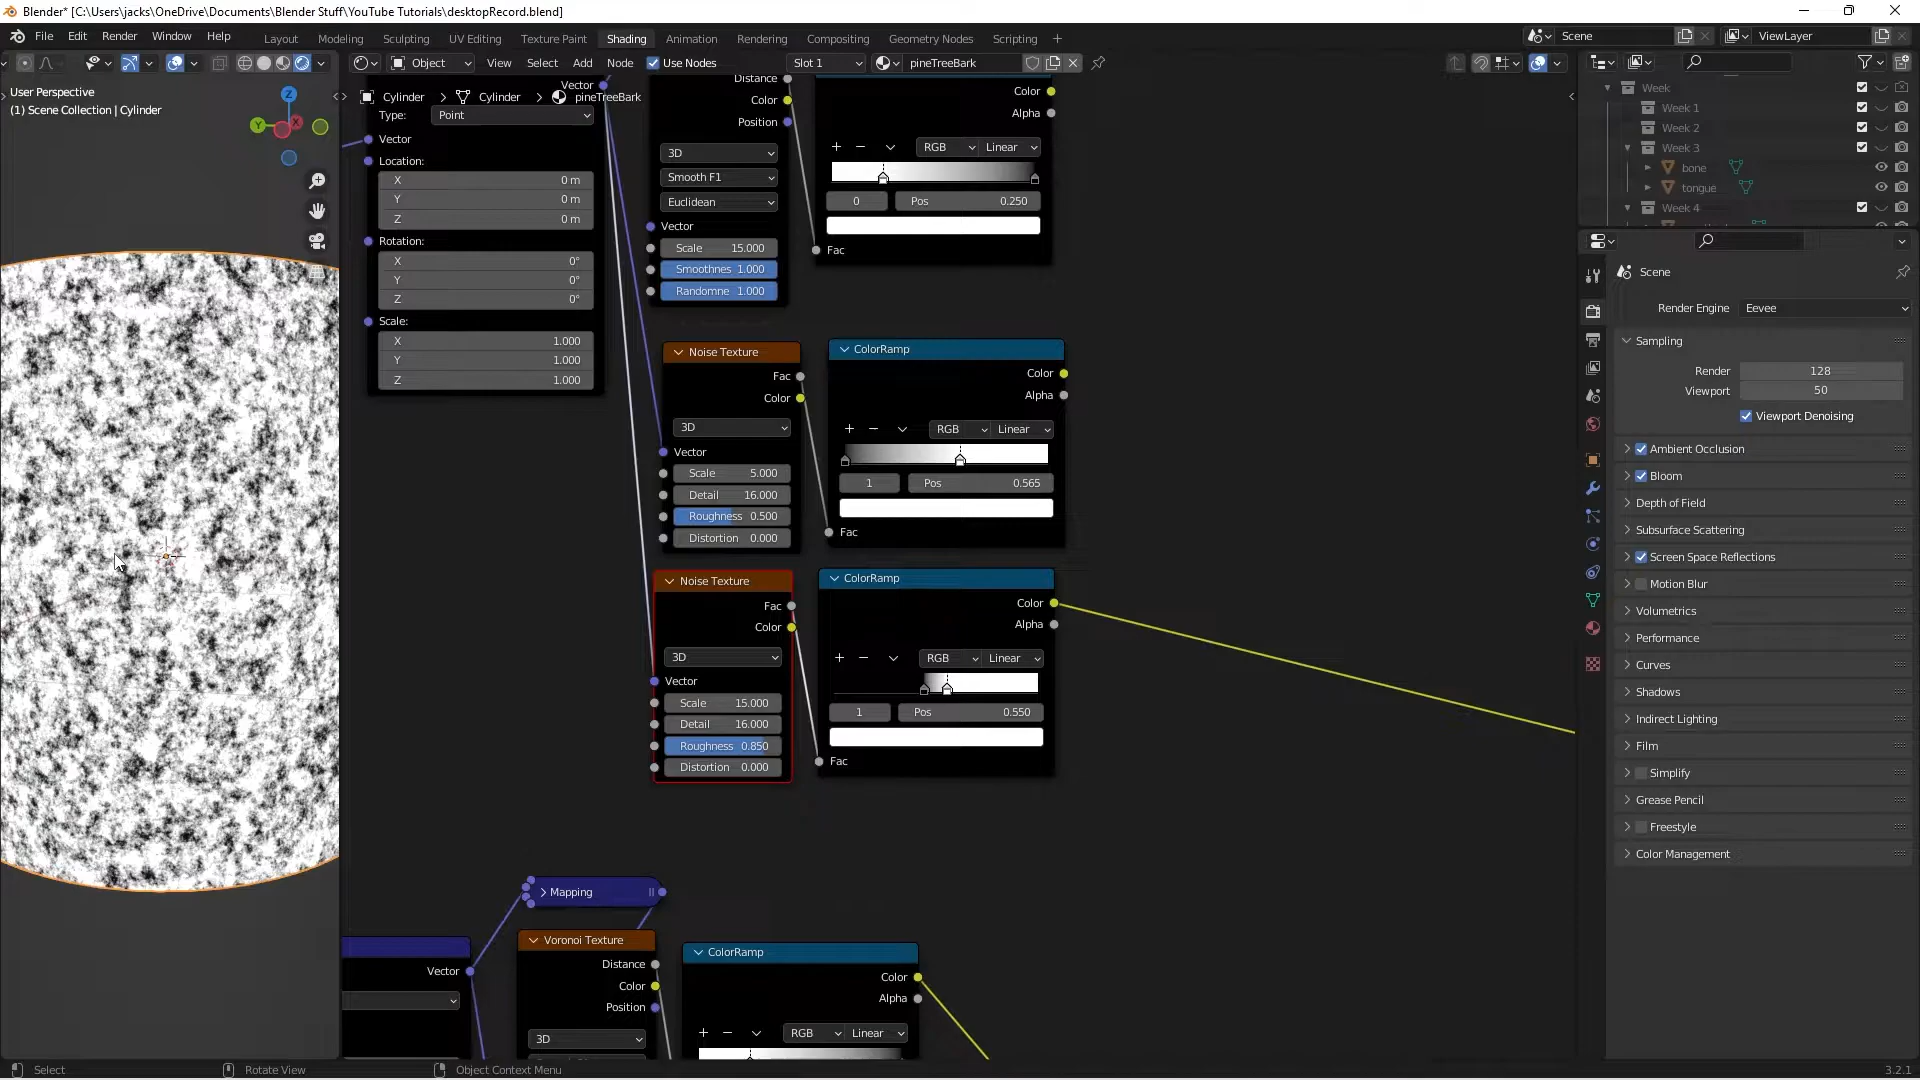 Blender* [C:\Users\jacks\OneDrive\Documents\Blender Stuff\YouTube Tutorials\desktopRecord.blend]
File Edit Render Window Help Layout Modeling Sculpting UV Editing Texture Paint Shading Animation Rendering Compositing Geometry Nodes Scripting + Scene ViewLayer
Object View Select Add Node Use Nodes Slot 1 pineTreeBark
User Perspective
(1) Scene Collection | Cylinder
Cylinder > Cylinder > pineTreeBark
Vector
Type: Point
Vector
Location:
X 0 m
Y 0 m
Z 0 m
Rotation:
X 0°
Y 0°
Z 0°
Scale:
X 1.000
Y 1.000
Z 1.000
Distance
Color
Position
3D
Smooth F1
Euclidean
Vector
Scale 15.000
Smoothnes 1.000
Randomne 1.000
Color
Alpha
RGB Linear
0 Pos 0.250
Fac
Noise Texture
Fac
Color
3D
Vector
Scale 5.000
Detail 16.000
Roughness 0.500
Distortion 0.000
ColorRamp
Color
Alpha
RGB Linear
1 Pos 0.565
Fac
Noise Texture
Fac
Color
3D
Vector
Scale 15.000
Detail 16.000
Roughness 0.850
Distortion 0.000
ColorRamp
Color
Alpha
RGB Linear
1 Pos 0.550
Fac
Mapping
Vector
Voronoi Texture
Distance
Color
Position
3D
ColorRamp
Color
Alpha
RGB Linear
Week
Week 1
Week 2
Week 3
bone
tongue
Week 4
Scene
Render Engine Eevee
Sampling
Render 128
Viewport 50
Viewport Denoising
Ambient Occlusion
Bloom
Depth of Field
Subsurface Scattering
Screen Space Reflections
Motion Blur
Volumetrics
Performance
Curves
Shadows
Indirect Lighting
Film
Simplify
Grease Pencil
Freestyle
Color Management
Select Rotate View Object Context Menu 3.2.1